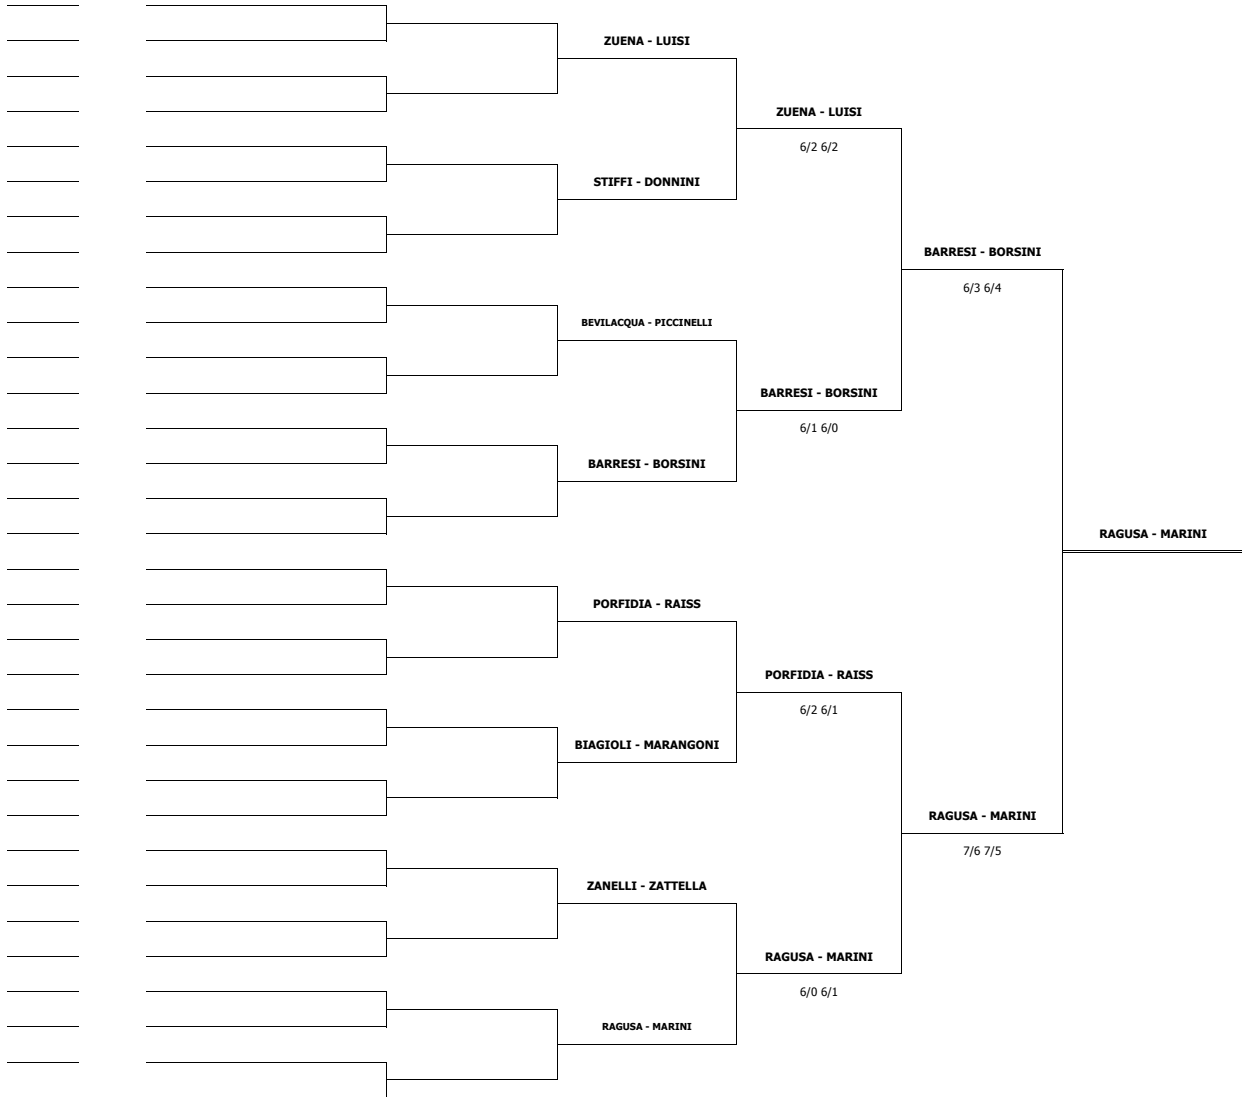 ZUENA - LUISI
ZUENA - LUISI
6/2 6/2
STIFFI - DONNINI
BARRESI - BORSINI
6/3 6/4
BEVILACQUA - PICCINELLI
BARRESI - BORSINI
6/1 6/0
BARRESI - BORSINI
RAGUSA - MARINI
PORFIDIA - RAISS
PORFIDIA - RAISS
6/2 6/1
BIAGIOLI - MARANGONI
RAGUSA - MARINI
7/6 7/5
ZANELLI - ZATTELLA
RAGUSA - MARINI
6/0 6/1
RAGUSA - MARINI